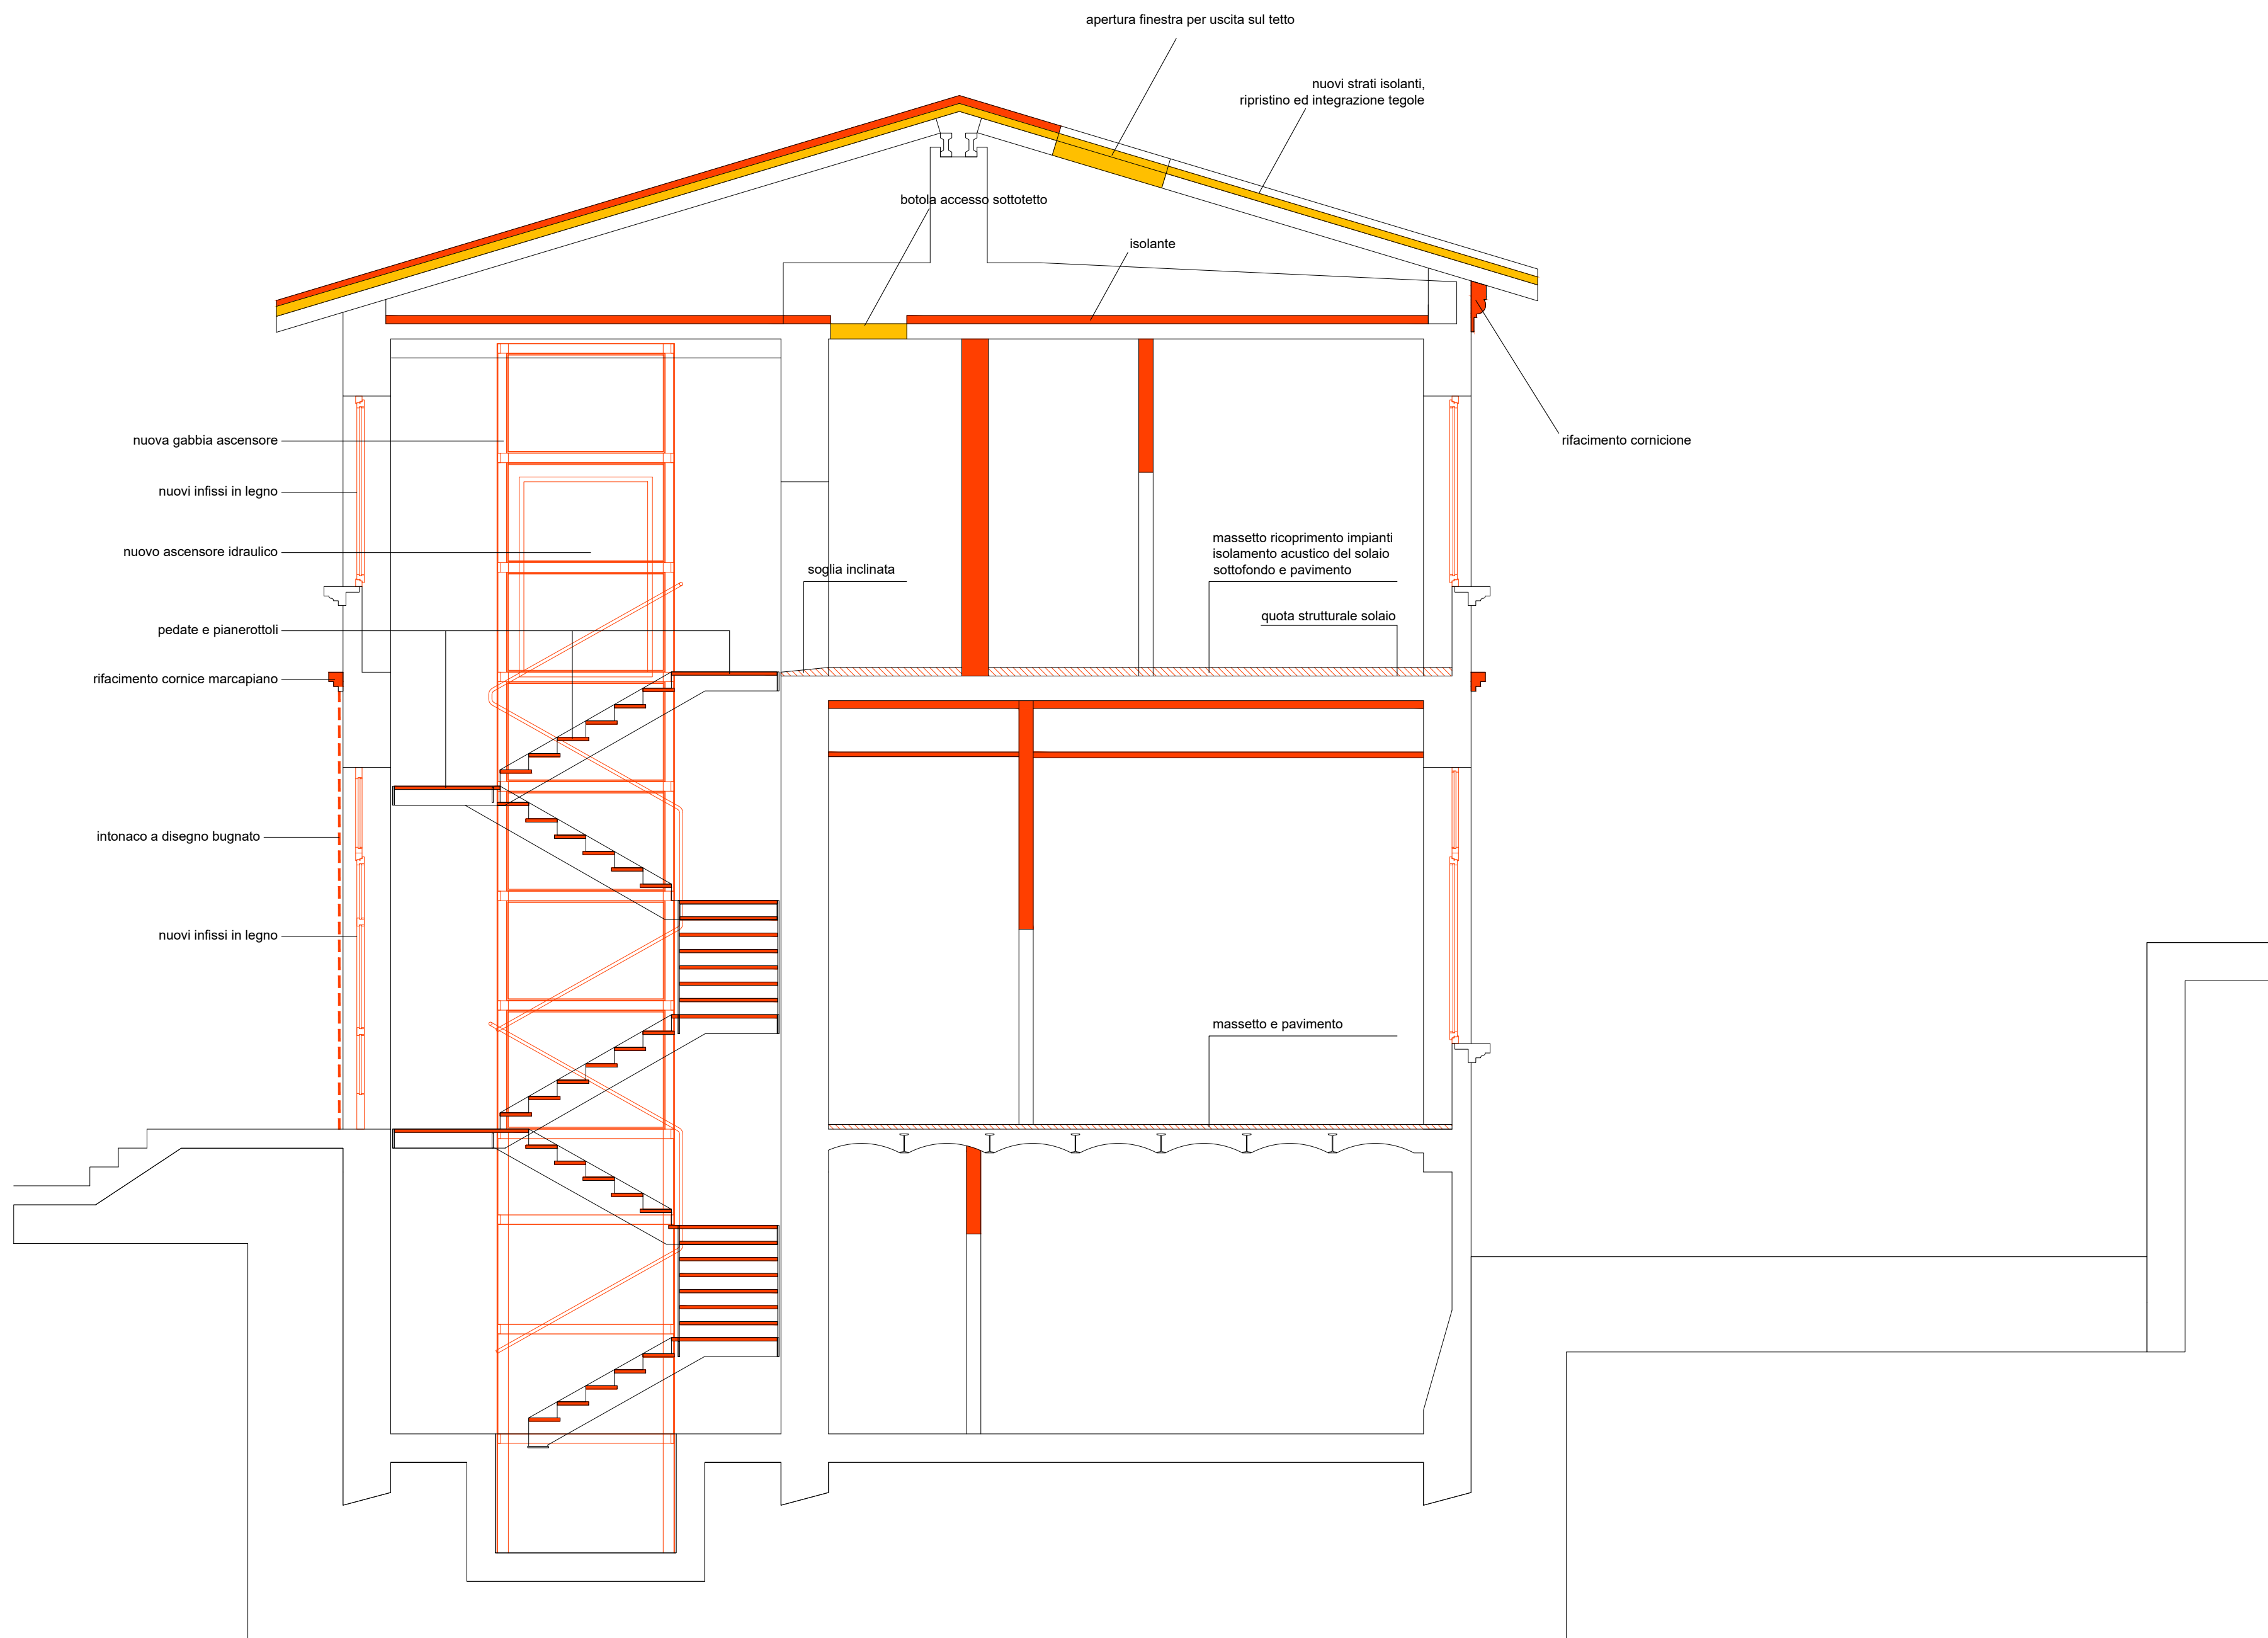 apertura finestra per uscita sul tetto
nuovi strati isolanti,
ripristino ed integrazione tegole
botola accesso sottotetto
isolante
nuova gabbia ascensore
rifacimento cornicione
nuovi infissi in legno
nuovo ascensore idraulico
massetto ricoprimento impianti
isolamento acustico del solaio
sottofondo e pavimento
soglia inclinata
quota strutturale solaio
pedate e pianerottoli
rifacimento cornice marcapiano
intonaco a disegno bugnato
nuovi infissi in legno
massetto e pavimento